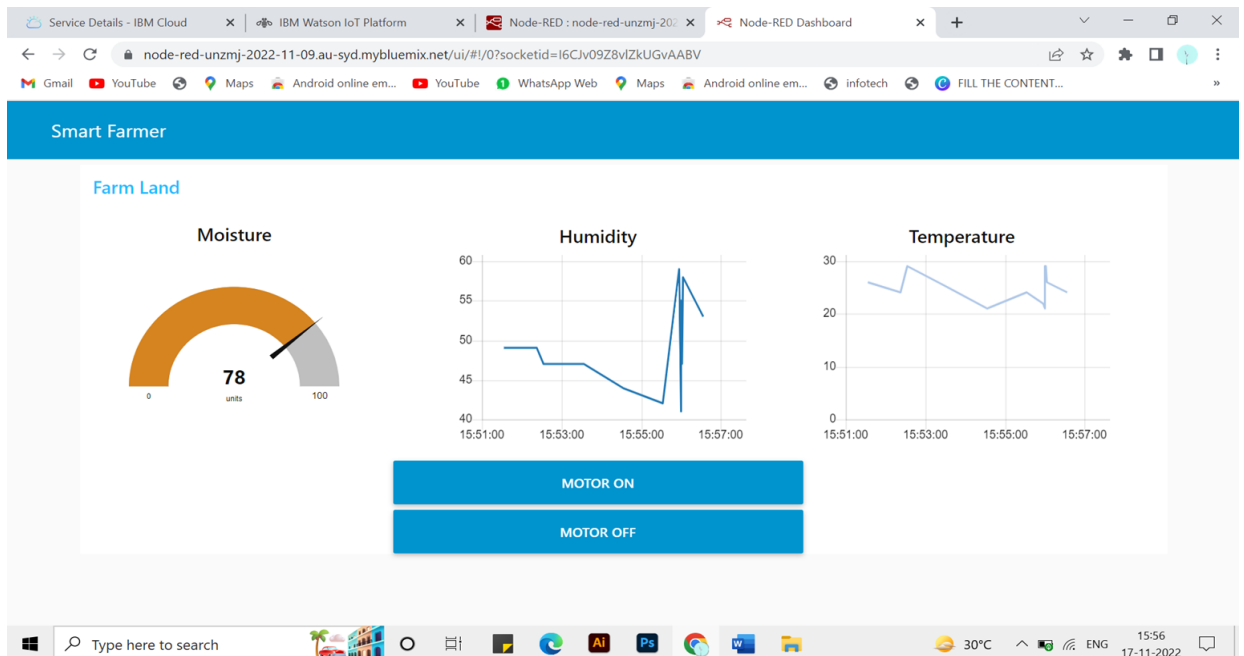 Service Details - IBM Cloud IBM Watson IoT Platform Node-RED : node-red-unzmj-202 Node-RED Dashboard
node-red-unzmj-2022-11-09.au-syd.mybluemix.net/ui/#!/0?socketid=I6CJv09Z8vIZkUGvAABV
Gmail YouTube Maps Android online em... YouTube WhatsApp Web Maps Android online em... infotech FILL THE CONTENT... »
Smart Farmer
Farm Land
Moisture
78
units
0
100
Humidity
60
55
50
45
40
15:51:00 15:53:00 15:55:00 15:57:00
Temperature
30
20
10
0
15:51:00 15:53:00 15:55:00 15:57:00
MOTOR ON
MOTOR OFF
Type here to search
Ai
Ps
W
30°C
ENG
15:56
17-11-2022